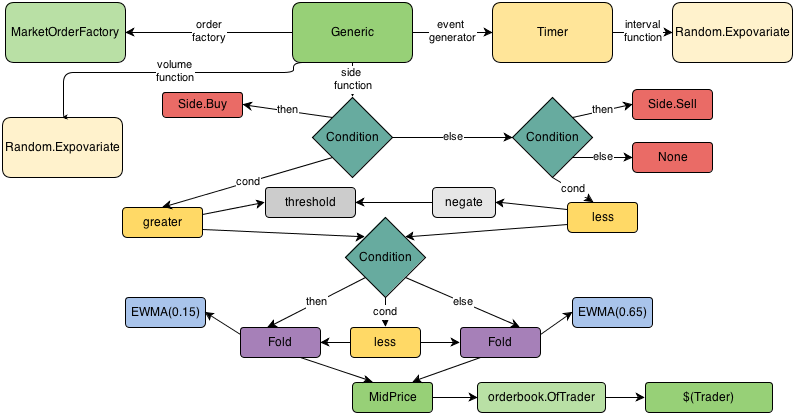 MarketOrderFactory
order
factory
Generic
event
generator
Timer
interval
function
Random.Expovariate
volume
function
side
function
Side.Buy
then
Condition
else
Condition
then
Side.Sell
else
None
Random.Expovariate
cond
cond
threshold
negate
greater
less
Condition
then
cond
else
EWMA(0.15)
EWMA(0.65)
Fold
less
Fold
MidPrice
orderbook.OfTrader
$(Trader)